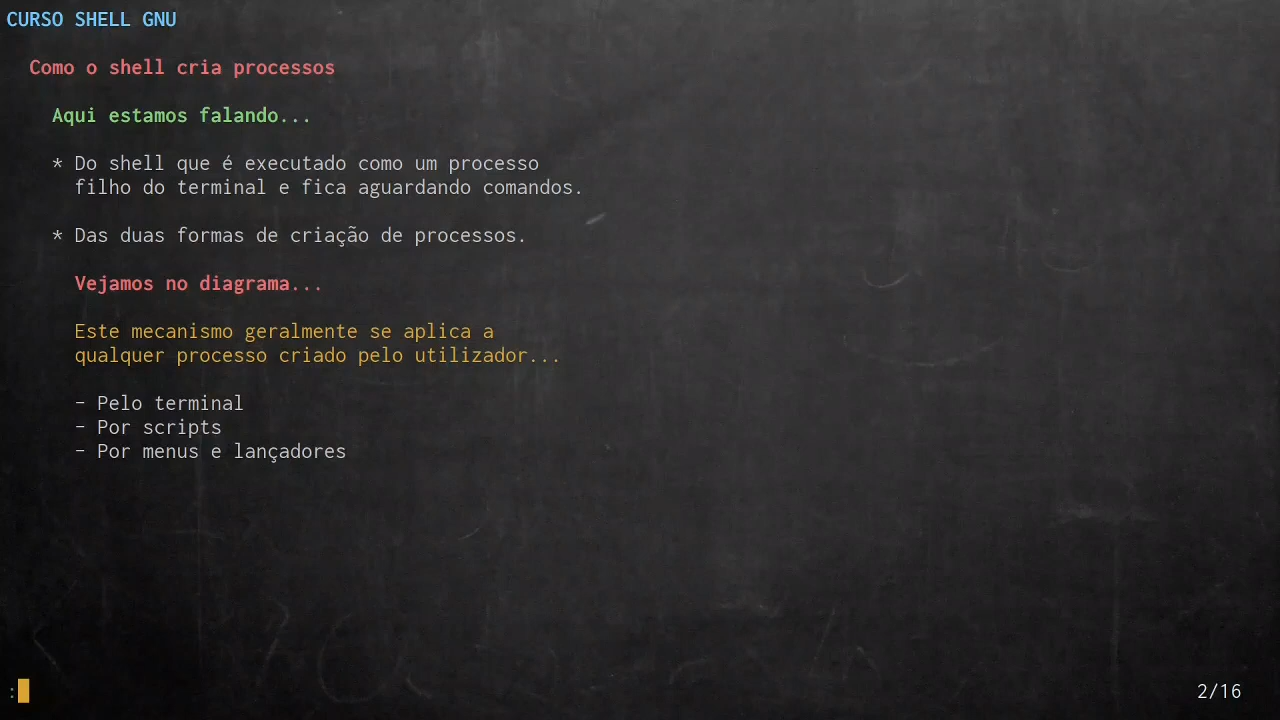 CURSO SHELL GNU
Como o shell cria processos
Aqui estamos falando...
* Do shell que é executado como um processo
filho do terminal e fica aguardando comandos.
* Das duas formas de criação de processos.
Vejamos no diagrama...
Este mecanismo geralmente se aplica a
qualquer processo criado pelo utilizador...
- Pelo terminal
- Por scripts
- Por menus e lançadores
:
2/16